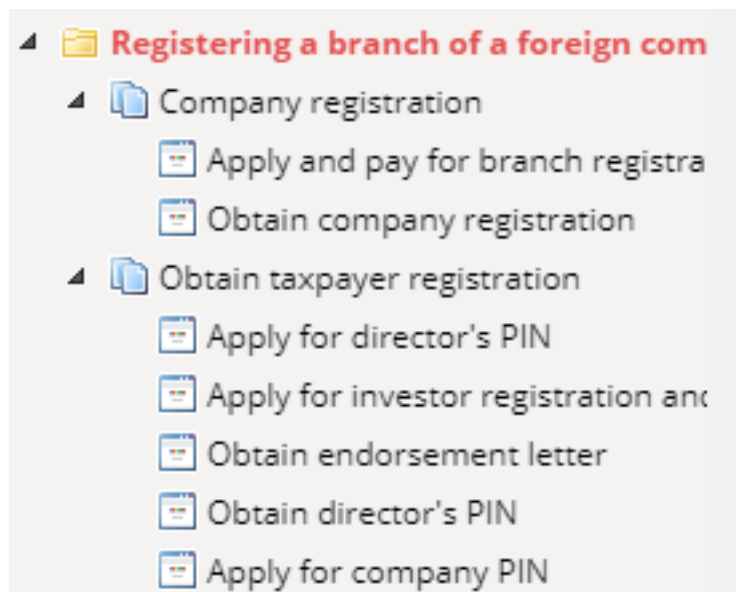 Registering a branch of a foreign com
Company registration
Apply and pay for branch registra
Obtain company registration
Obtain taxpayer registration
Apply for director's PIN
Apply for investor registration and
Obtain endorsement letter
Obtain director's PIN
Apply for company PIN